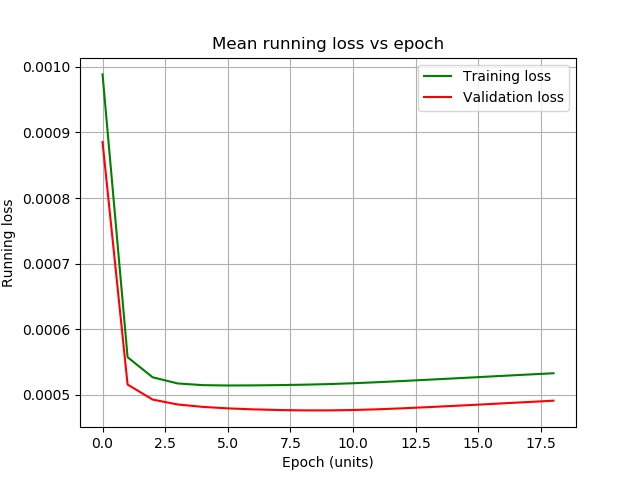 Mean running loss vs epoch
Training loss
Validation loss
0.0010
0.0009
0.0008
0.0007
0.0006
0.0005
Running loss
0.0 2.5 5.0 7.5 10.0 12.5 15.0 17.5
Epoch (units)